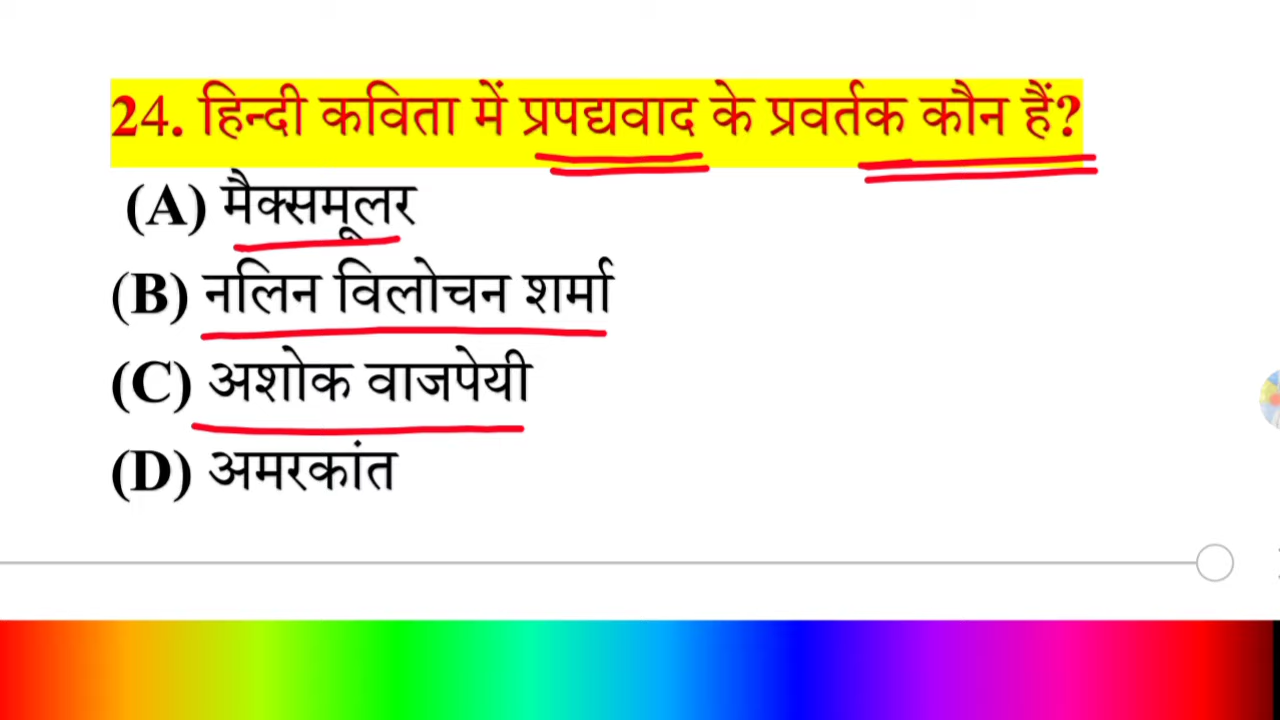 24. हिन्दी कविता में प्रपद्यवाद के प्रवर्तक कौन हैं?
(A) मैक्समूलर
(B) नलिन विलोचन शर्मा
(C) अशोक वाजपेयी
(D) अमरकांत